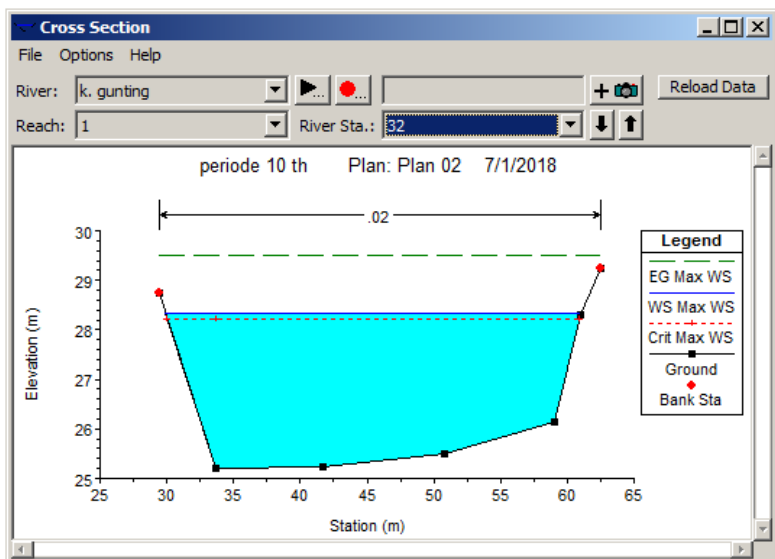 Cross Section
File Options Help
River: k. gunting ... ... + Reload Data
Reach: 1 River Sta.: 32
periode 10 th Plan: Plan 02 7/1/2018
.02
Legend
EG Max WS
WS Max WS
Crit Max WS
Ground
Bank Sta
Elevation (m)
30
29
28
27
26
25
25 30 35 40 45 50 55 60 65
Station (m)